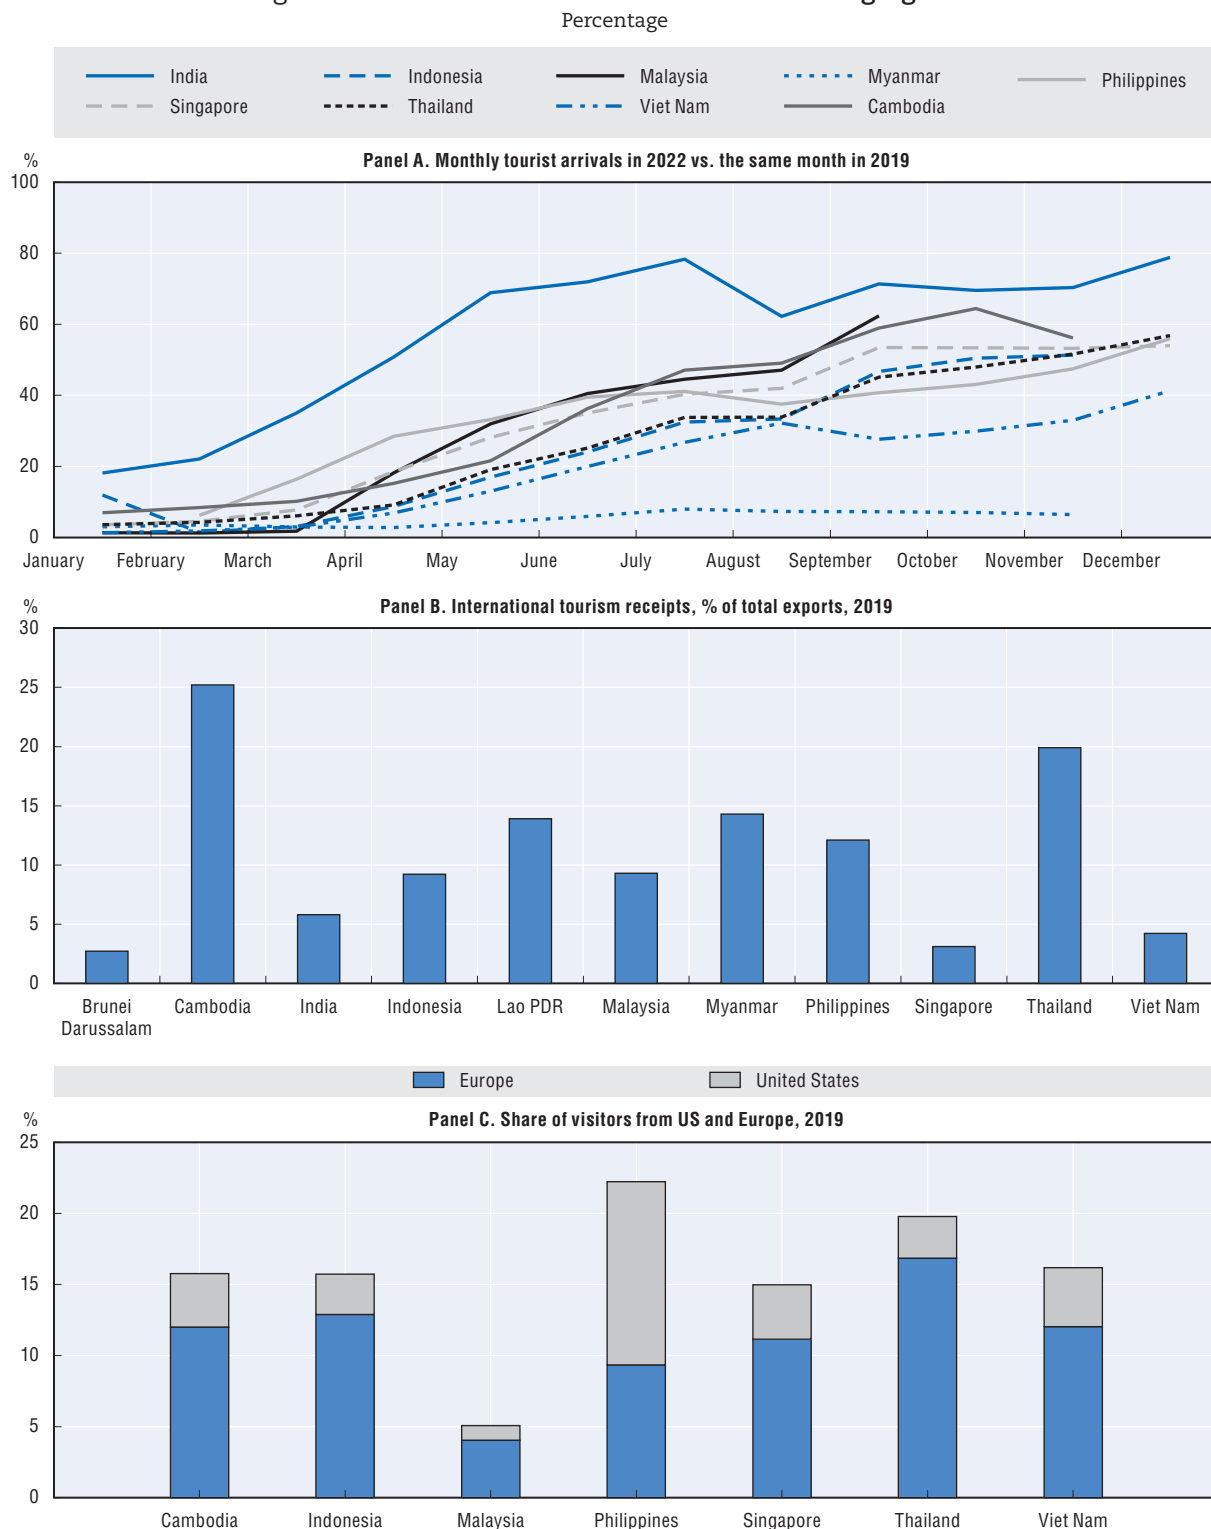 Percentage
India Indonesia Malaysia Myanmar Philippines
Singapore Thailand Viet Nam Cambodia
% Panel A. Monthly tourist arrivals in 2022 vs. the same month in 2019
100
80
60
40
20
0
January February March April May June July August September October November December
% Panel B. International tourism receipts, % of total exports, 2019
30
25
20
15
10
5
0
Brunei Darussalam Cambodia India Indonesia Lao PDR Malaysia Myanmar Philippines Singapore Thailand Viet Nam
Europe United States
% Panel C. Share of visitors from US and Europe, 2019
25
20
15
10
5
0
Cambodia Indonesia Malaysia Philippines Singapore Thailand Viet Nam